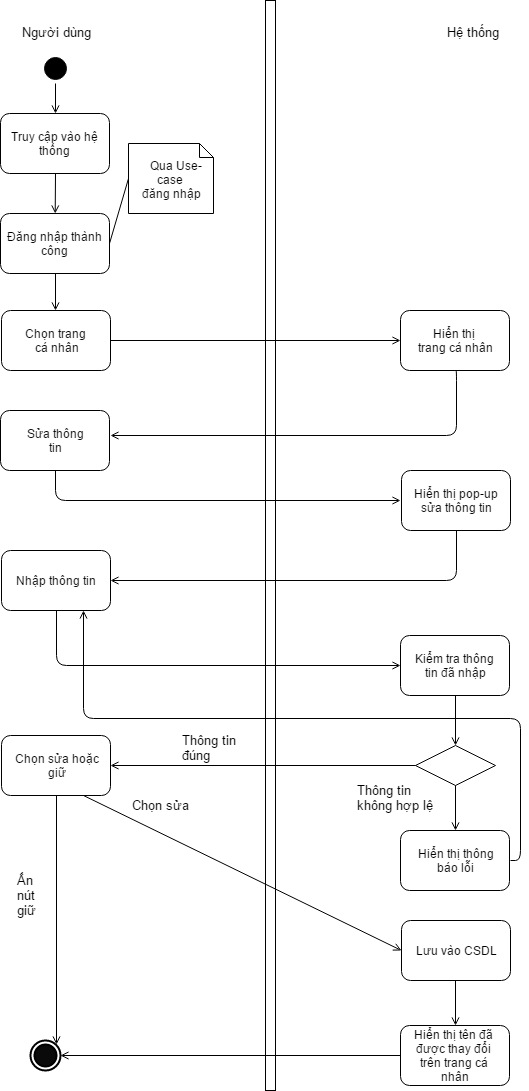 Người dùng
Hệ thống
Truy cập vào hệ
thống
Qua Use-
case
đăng nhập
Đăng nhập thành
công
Chọn trang
cá nhân
Hiển thị
trang cá nhân
Sửa thông
tin
Hiển thị pop-up
sửa thông tin
Nhập thông tin
Kiểm tra thông
tin đã nhập
Thông tin
đúng
Chọn sửa hoặc
giữ
Thông tin
không hợp lệ
Chọn sửa
Hiển thị thông
báo lỗi
Ấn
nút
giữ
Lưu vào CSDL
Hiển thị tên đã
được thay đổi
trên trang cá
nhân